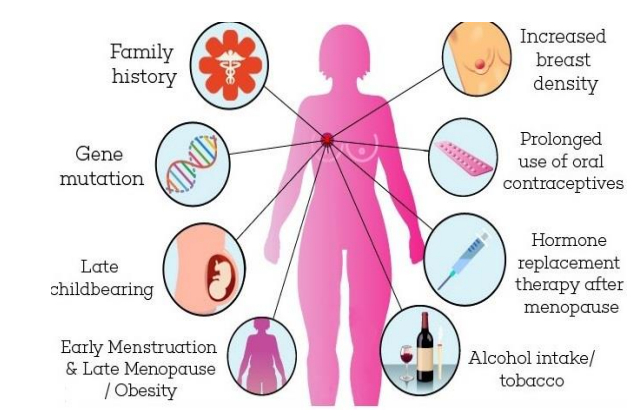 Family
history
Increased
breast
density
Gene
mutation
Prolonged
use of oral
contraceptives
Late
childbearing
Hormone
replacement
therapy after
menopause
Early Menstruation
& Late Menopause
/ Obesity
Alcohol intake/
tobacco